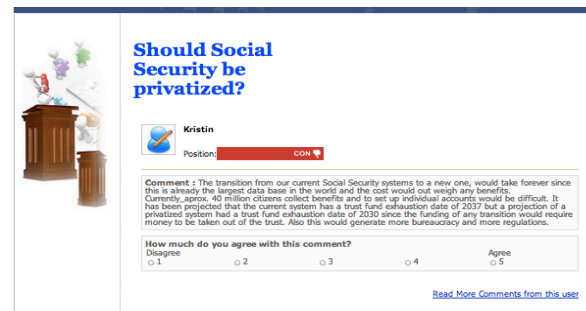 Should Social
Security be
privatized?
Kristin
Position: CON
Comment : The transition from our current Social Security systems to a new one, would take forever since
this is already the largest data base in the world and the cost would out weigh any benefits.
Currently, aprox. 40 million citizens collect benefits and to set up individual accounts would be difficult. It
has been projected that the current system has a trust fund exhaustion date of 2037 but a projection of a
privatized system had a trust fund exhaustion date of 2030 since the funding of any transition would require
money to be taken out of the trust. Also this would generate more bureaucracy and more regulations.
How much do you agree with this comment?
Disagree Agree
1 2 3 4 5
Read More Comments from this user